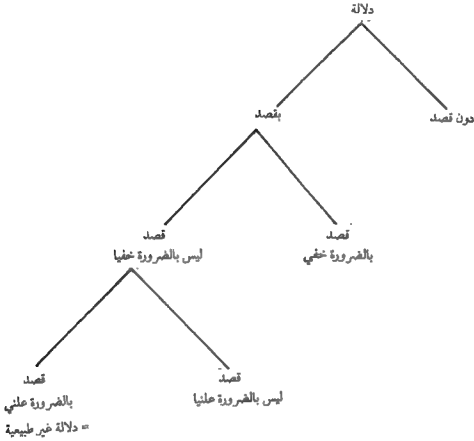 دلالة
دون قصد
بقصد
قصد
بالضرورة خفي
قصد
ليس بالضرورة خفيا
قصد
ليس بالضرورة علنيا
قصد
بالضرورة علني
= دلالة غير طبيعية